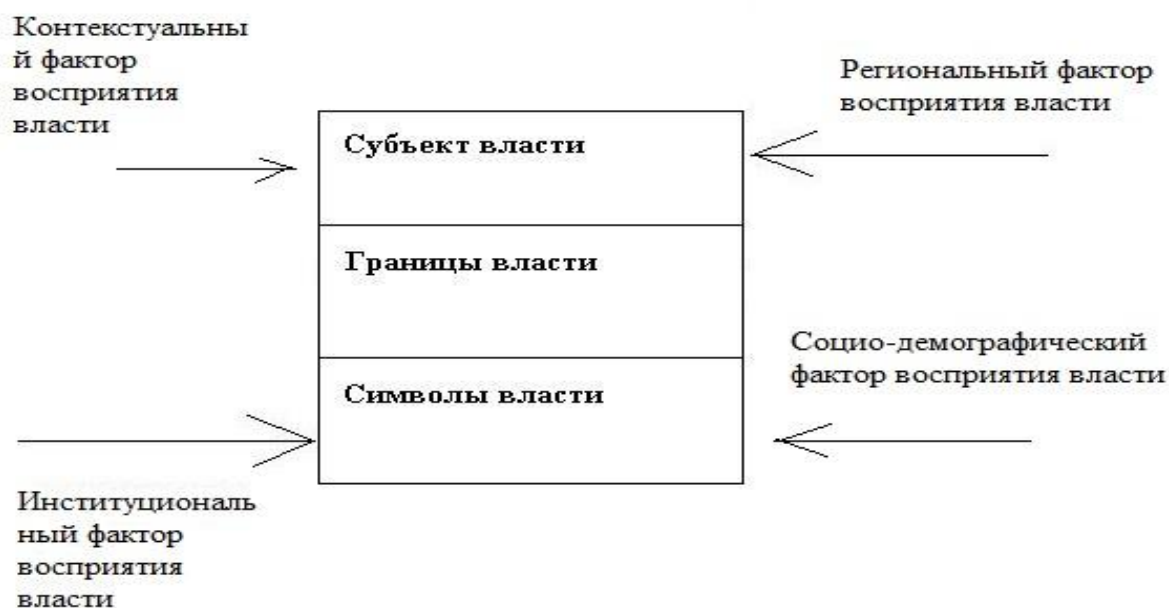 Контекстуальны
й фактор
восприятия
власти
Региональный фактор
восприятия власти
Субъект власти
Границы власти
Социо-демографический
фактор восприятия власти
Символы власти
Институциональ
ный фактор
восприятия
власти